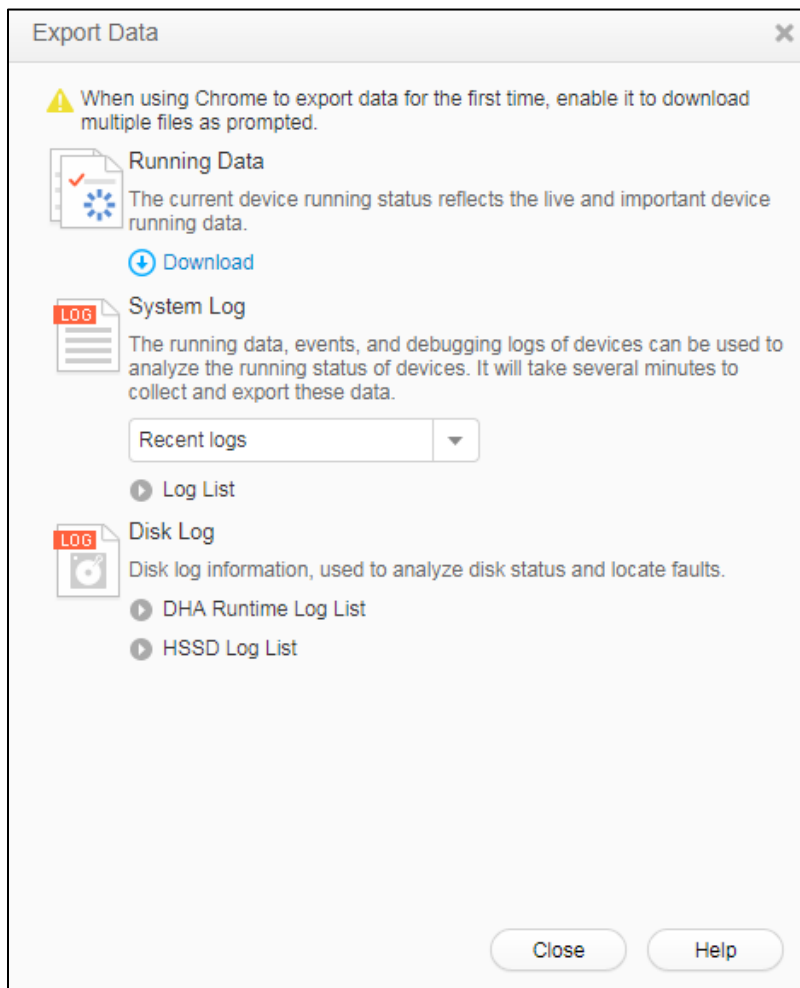 Export Data
When using Chrome to export data for the first time, enable it to download
multiple files as prompted.
Running Data
The current device running status reflects the live and important device
running data.
Download
LOG
System Log
The running data, events, and debugging logs of devices can be used to
analyze the running status of devices. It will take several minutes to
collect and export these data.
Recent logs
Log List
LOG
Disk Log
Disk log information, used to analyze disk status and locate faults.
DHA Runtime Log List
HSSD Log List
Close
Help